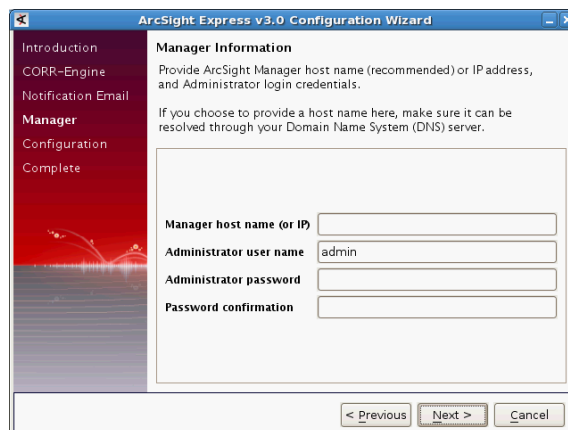 ArcSight Express v3.0 Configuration Wizard
Introduction
CORR-Engine
Notification Email
Manager
Configuration
Complete
Manager Information
Provide ArcSight Manager host name (recommended) or IP address,
and Administrator login credentials.
If you choose to provide a host name here, make sure it can be
resolved through your Domain Name System (DNS) server.
Manager host name (or IP)
Administrator user name admin
Administrator password
Password confirmation
< Previous Next > Cancel